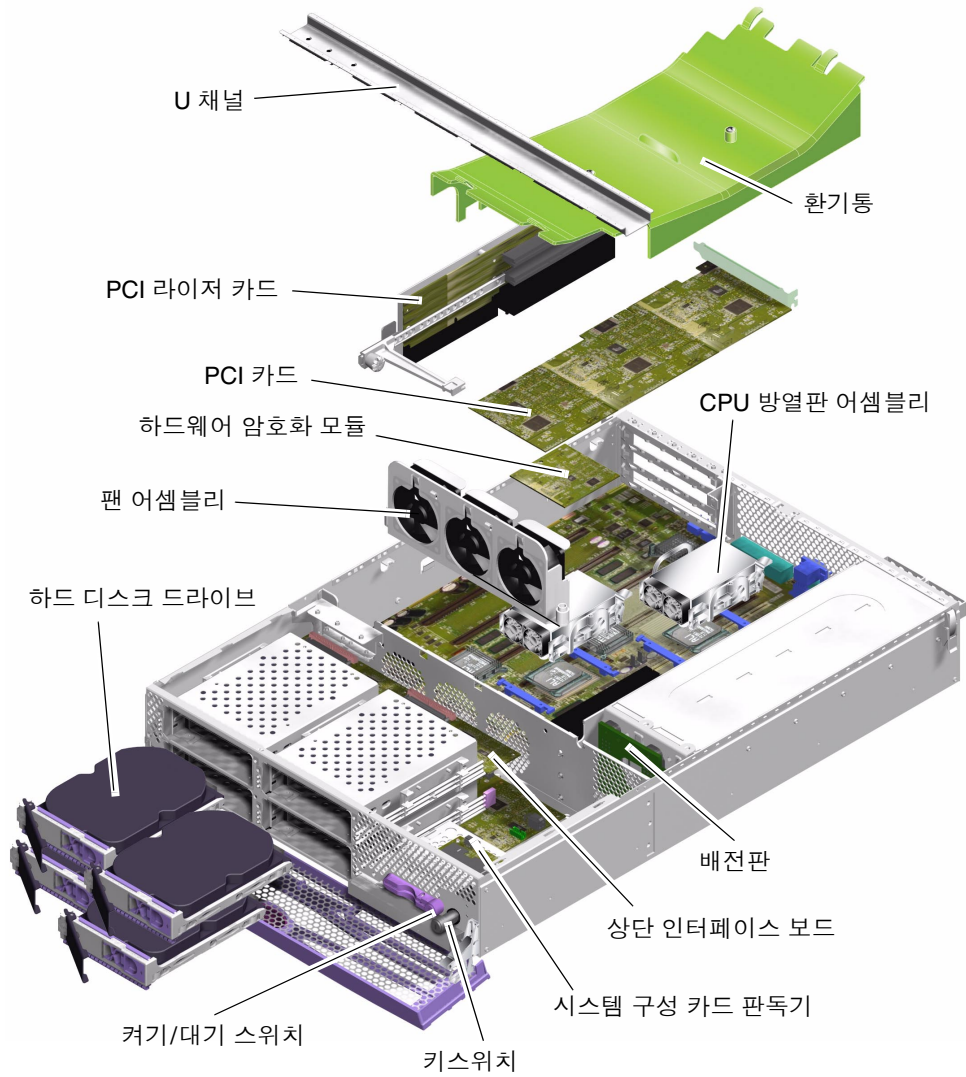 U 채널
환기통
PCI 라이저 카드
PCI 카드
CPU 방열판 어셈블리
하드웨어 암호화 모듈
팬 어셈블리
하드 디스크 드라이브
배전판
상단 인터페이스 보드
시스템 구성 카드 판독기
켜기/대기 스위치
키스위치